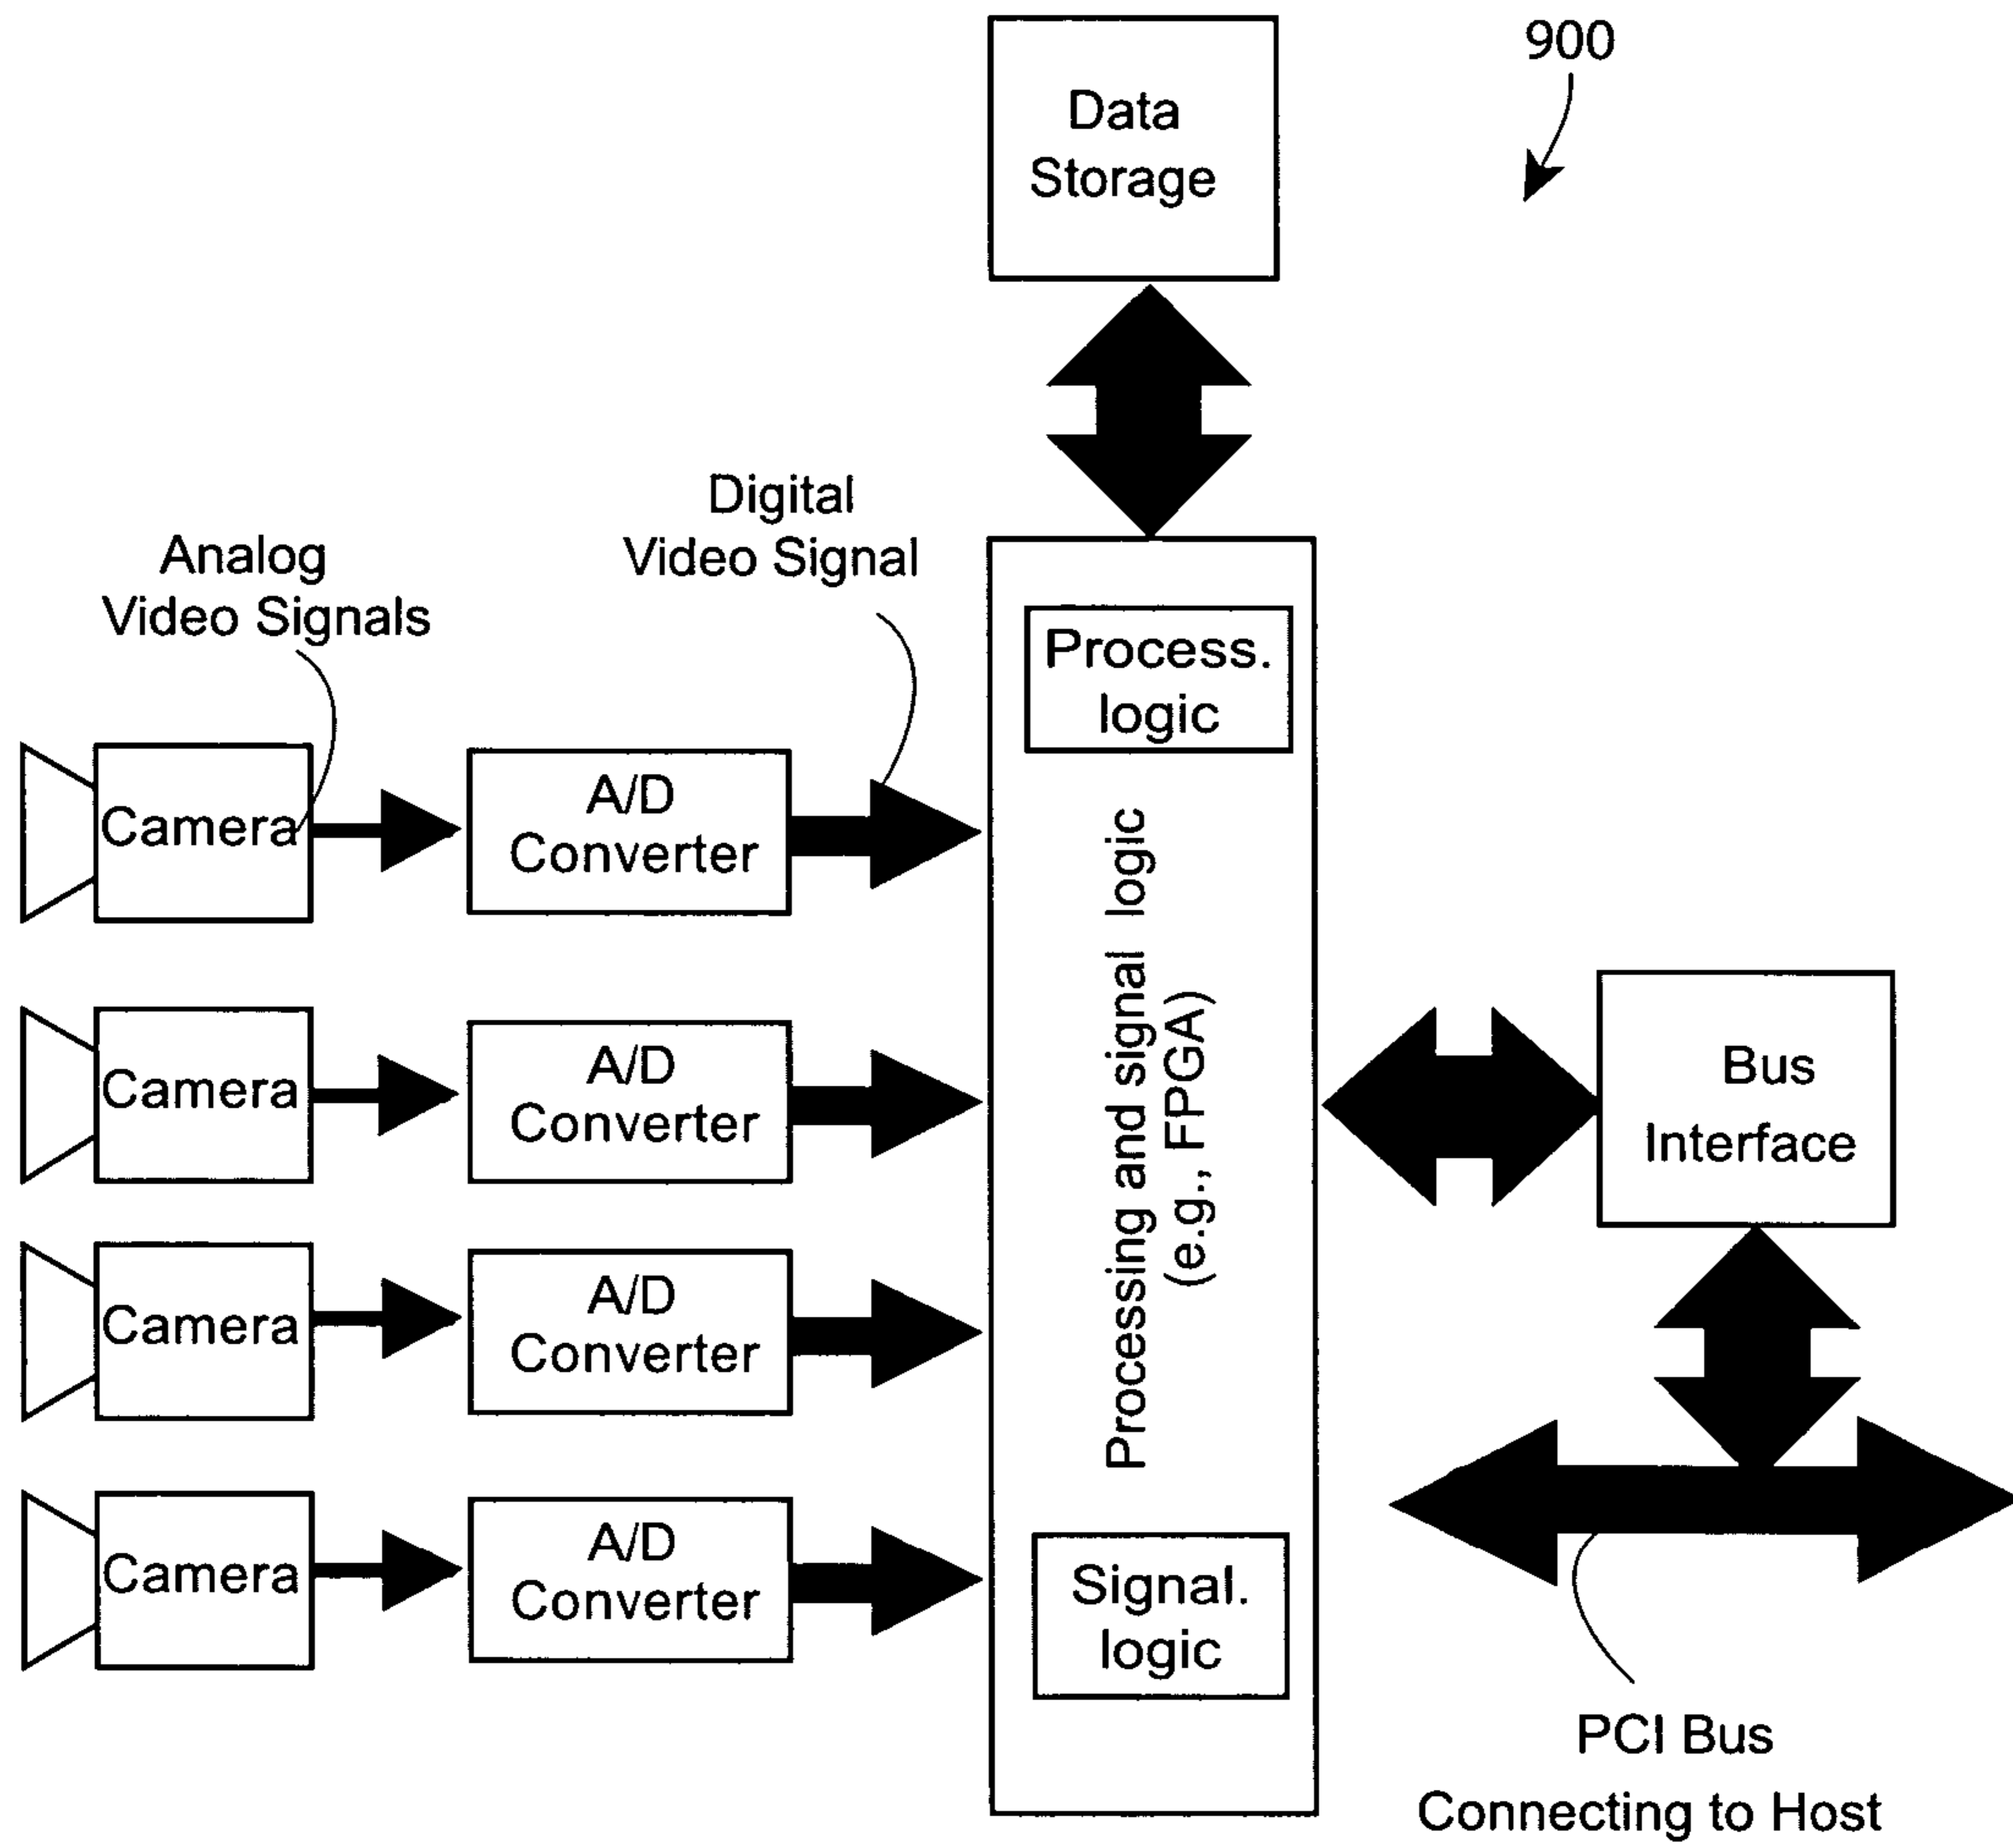 900
Data
Storage
Digital
Video Signal
Analog
Video Signals
Process.
logic
Camera
A/D
Converter
Camera
A/D
Converter
Camera
A/D
Converter
Camera
A/D
Converter
Processing and signal logic
(e.g., FPGA)
Signal.
logic
Bus
Interface
PCI Bus
Connecting to Host